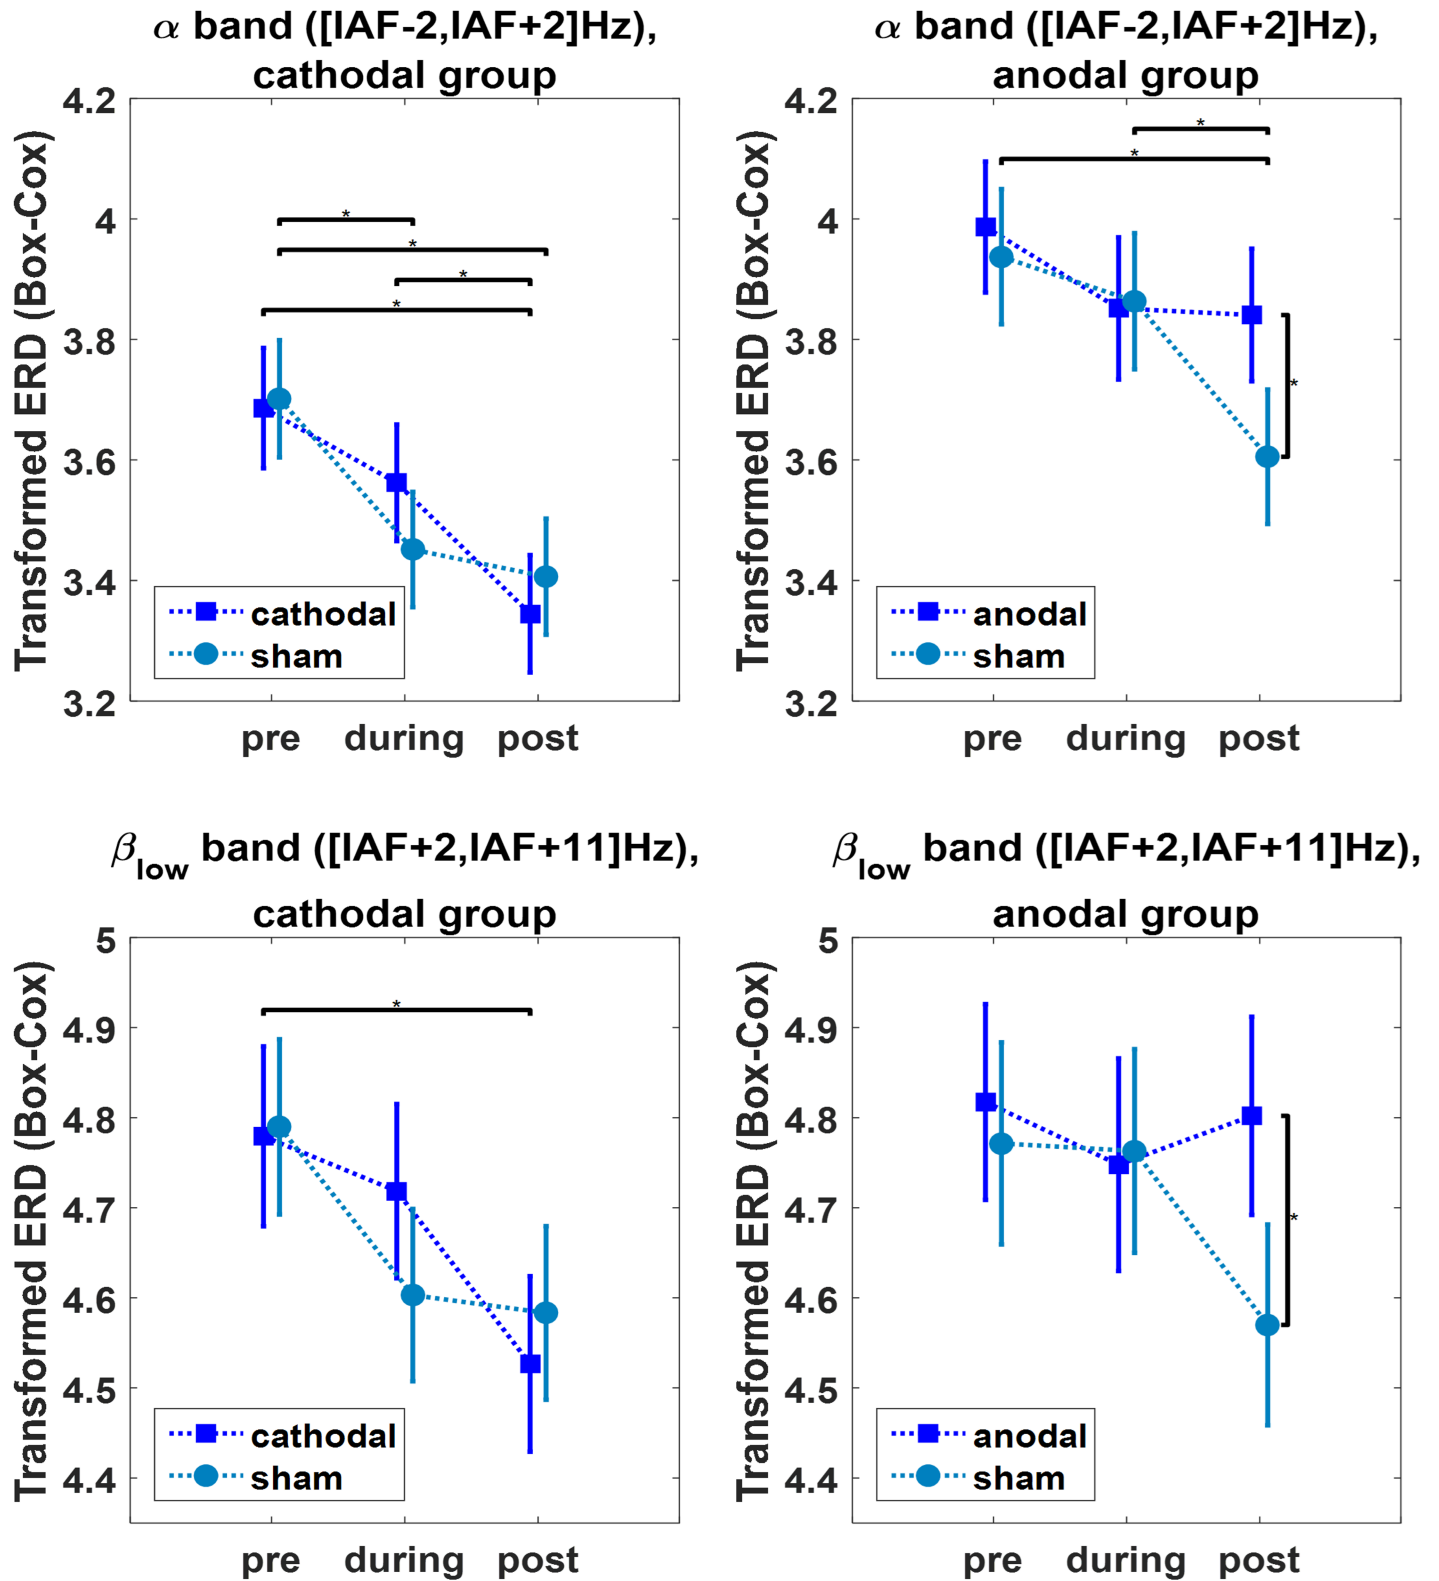 α band ([IAF-2,IAF+2]Hz),
cathodal group
Transformed ERD (Box-Cox)
4.2
4
3.8
3.6
3.4
3.2
*
*
*
*
cathodal
sham
pre during post
α band ([IAF-2,IAF+2]Hz),
anodal group
Transformed ERD (Box-Cox)
4.2
4
3.8
3.6
3.4
3.2
*
*
*
anodal
sham
pre during post
βlow band ([IAF+2,IAF+11]Hz),
cathodal group
Transformed ERD (Box-Cox)
5
4.9
4.8
4.7
4.6
4.5
4.4
*
cathodal
sham
pre during post
βlow band ([IAF+2,IAF+11]Hz),
anodal group
Transformed ERD (Box-Cox)
5
4.9
4.8
4.7
4.6
4.5
4.4
*
anodal
sham
pre during post